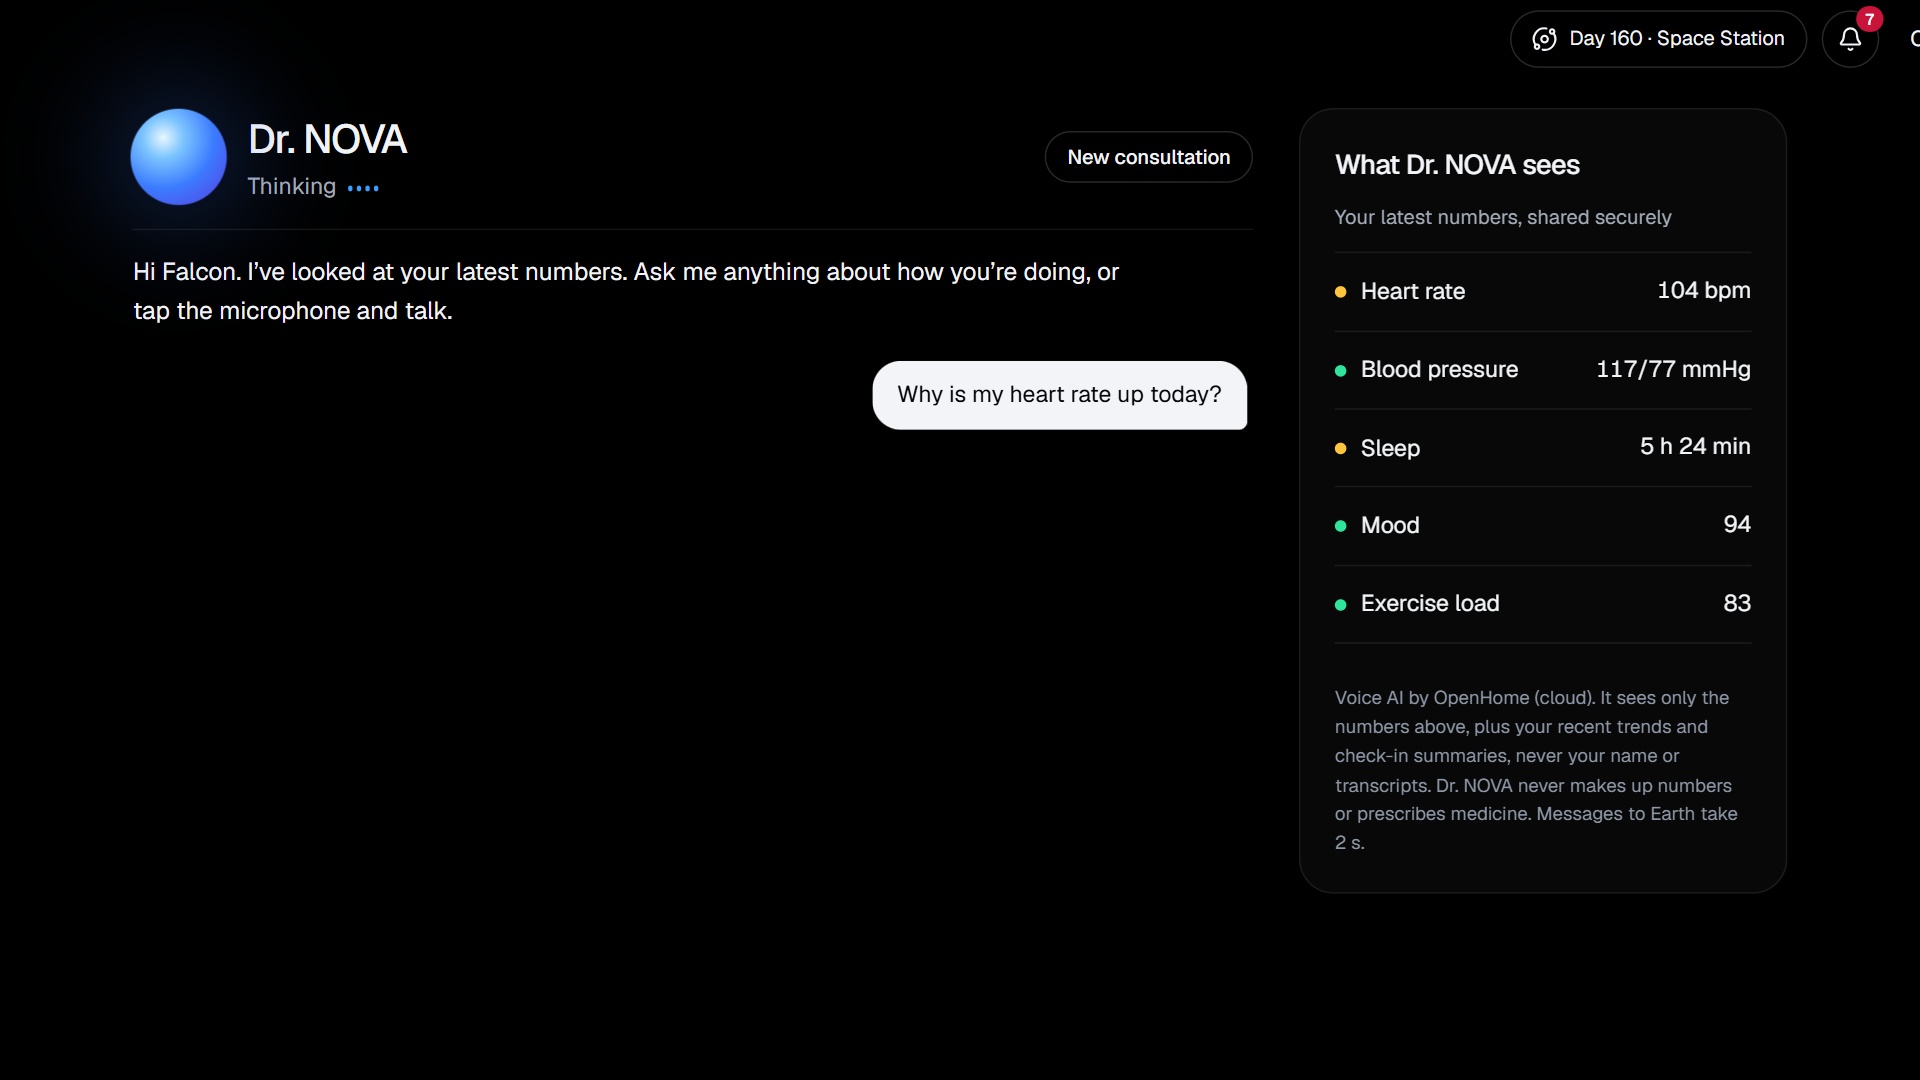 Day 160 · Space Station
7
Dr. NOVA
Thinking
New consultation
Hi Falcon. I’ve looked at your latest numbers. Ask me anything about how you’re doing, or
tap the microphone and talk.
Why is my heart rate up today?
What Dr. NOVA sees
Your latest numbers, shared securely
Heart rate 104 bpm
Blood pressure 117/77 mmHg
Sleep 5 h 24 min
Mood 94
Exercise load 83
Voice AI by OpenHome (cloud). It sees only the
numbers above, plus your recent trends and
check-in summaries, never your name or
transcripts. Dr. NOVA never makes up numbers
or prescribes medicine. Messages to Earth take
2 s.